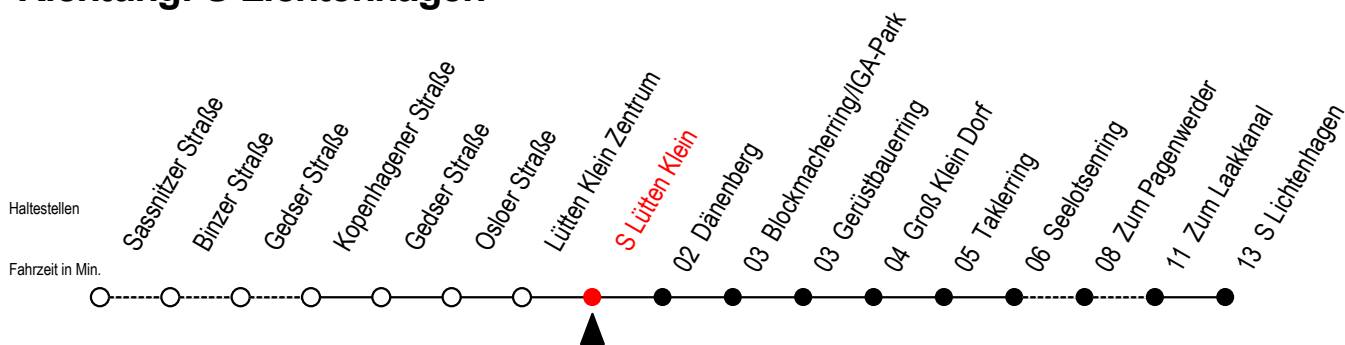 Richtung: S Lichtenhagen
Haltestellen
Fahrzeit in Min.
Sassnitzer Straße
Binzer Straße
Gedser Straße
Kopenhagener Straße
Gedser Straße
Osloer Straße
Lütten Klein Zentrum
S Lütten Klein
02 Dänenberg
03 Blockmacherring/IGA-Park
03 Gerüstbauerring
04 Groß Klein Dorf
05 Taklerring
06 Seelotsenring
08 Zum Pagenwerder
11 Zum Laakkanal
13 S Lichtenhagen